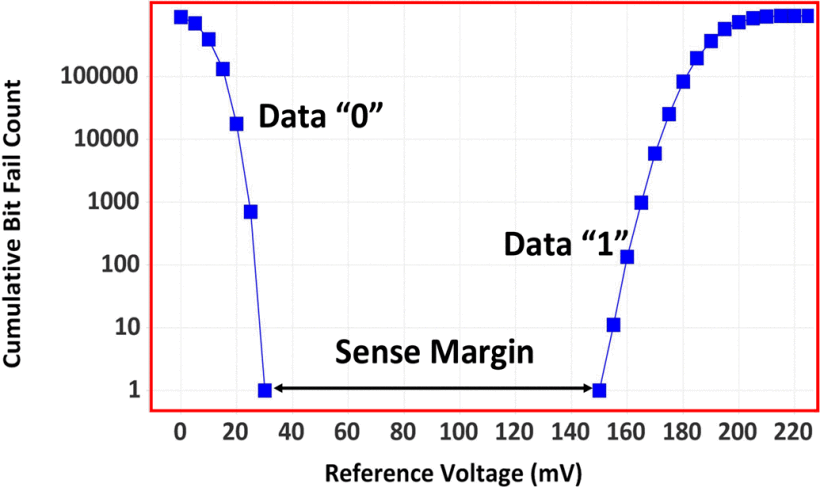 Cumulative Bit Fail Count
100000
10000
1000
100
10
1
Data “0”
Data “1”
Sense Margin
0 20 40 60 80 100 120 140 160 180 200 220
Reference Voltage (mV)